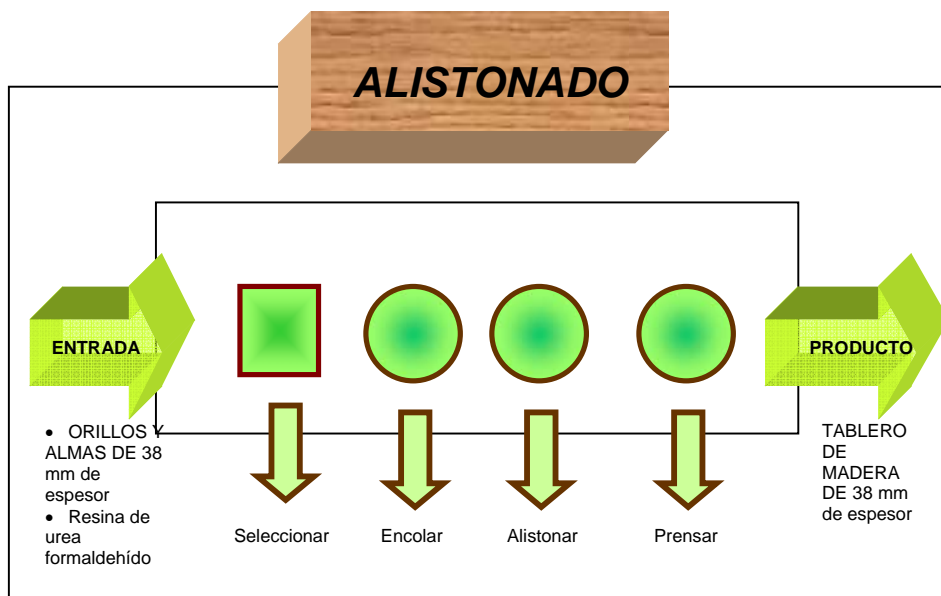 ALISTONADO
ENTRADA
• ORILLOS Y
ALMAS DE 38
mm de
espesor
• Resina de
urea
formaldehído
Seleccionar
Encolar
Alistonar
Prensar
PRODUCTO
TABLERO
DE
MADERA
DE 38 mm
de espesor